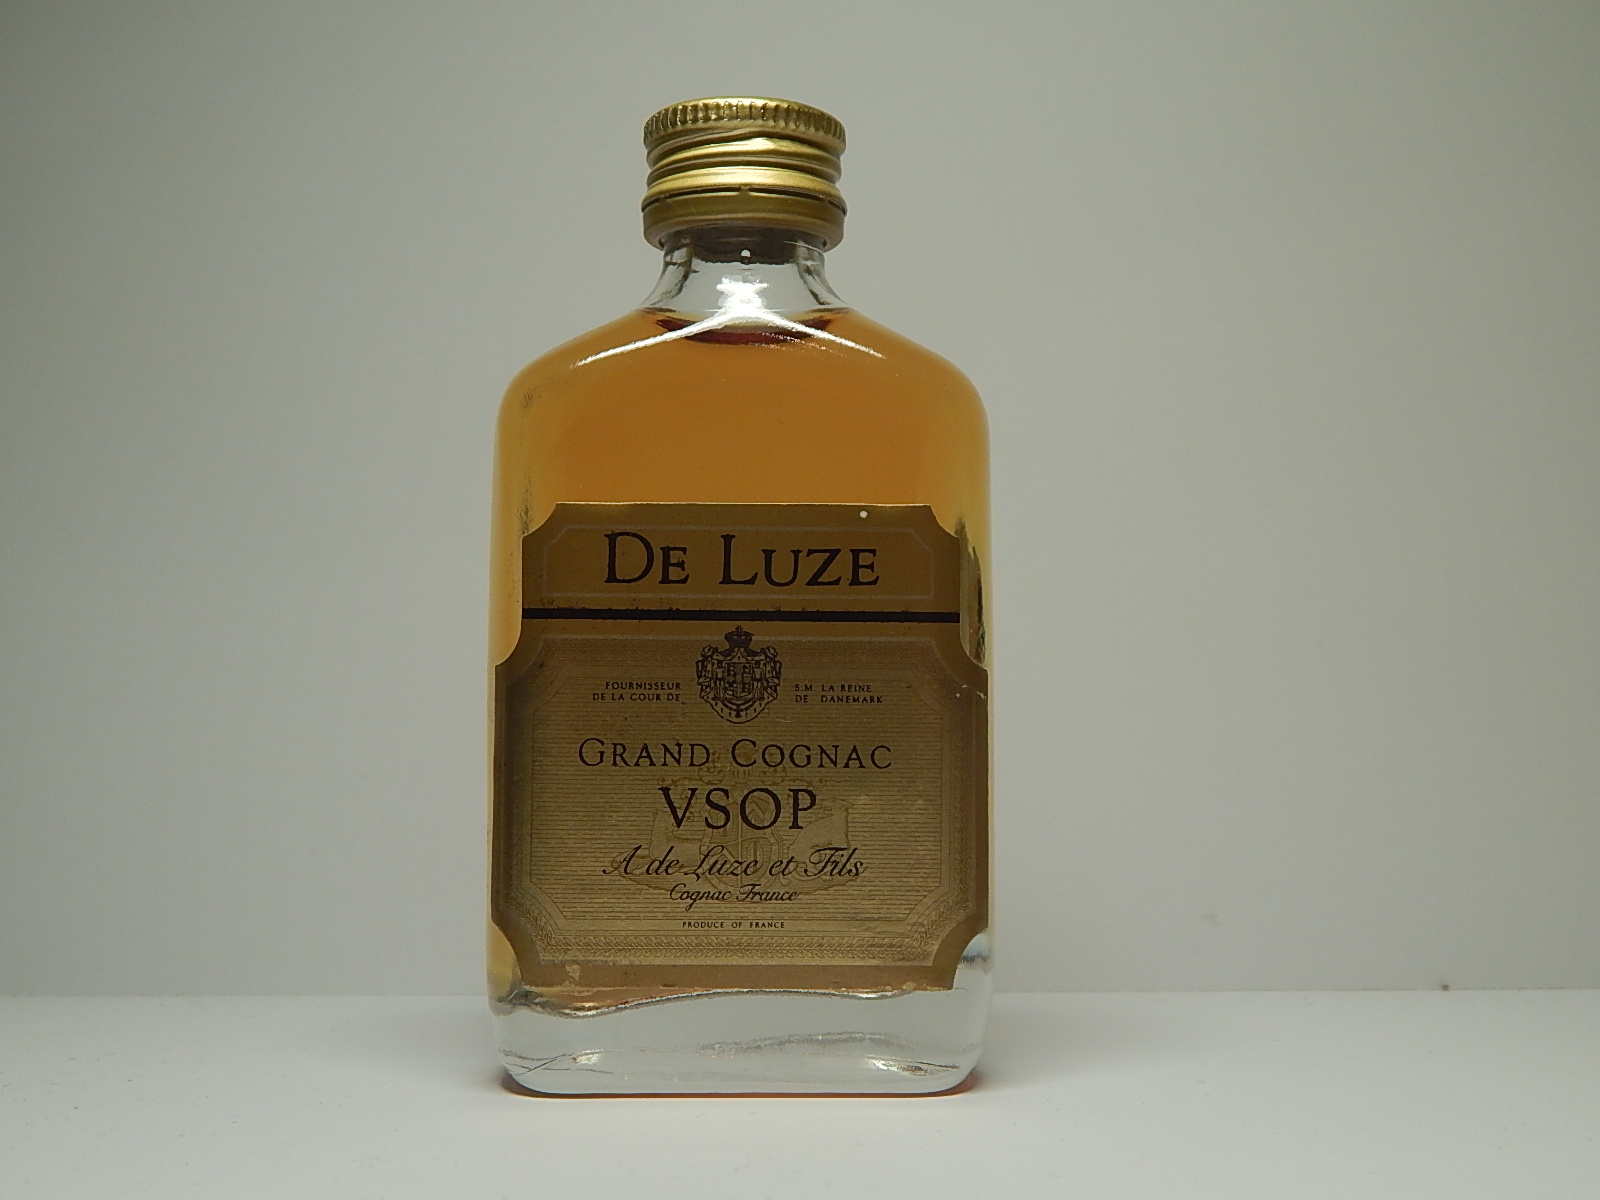 DE LUZE
FOURNISSEUR
DE LA COUR DE
S.M. LA REINE
DE DANEMARK
GRAND COGNAC
VSOP
A de Luze et Fils
Cognac France
PRODUCE OF FRANCE